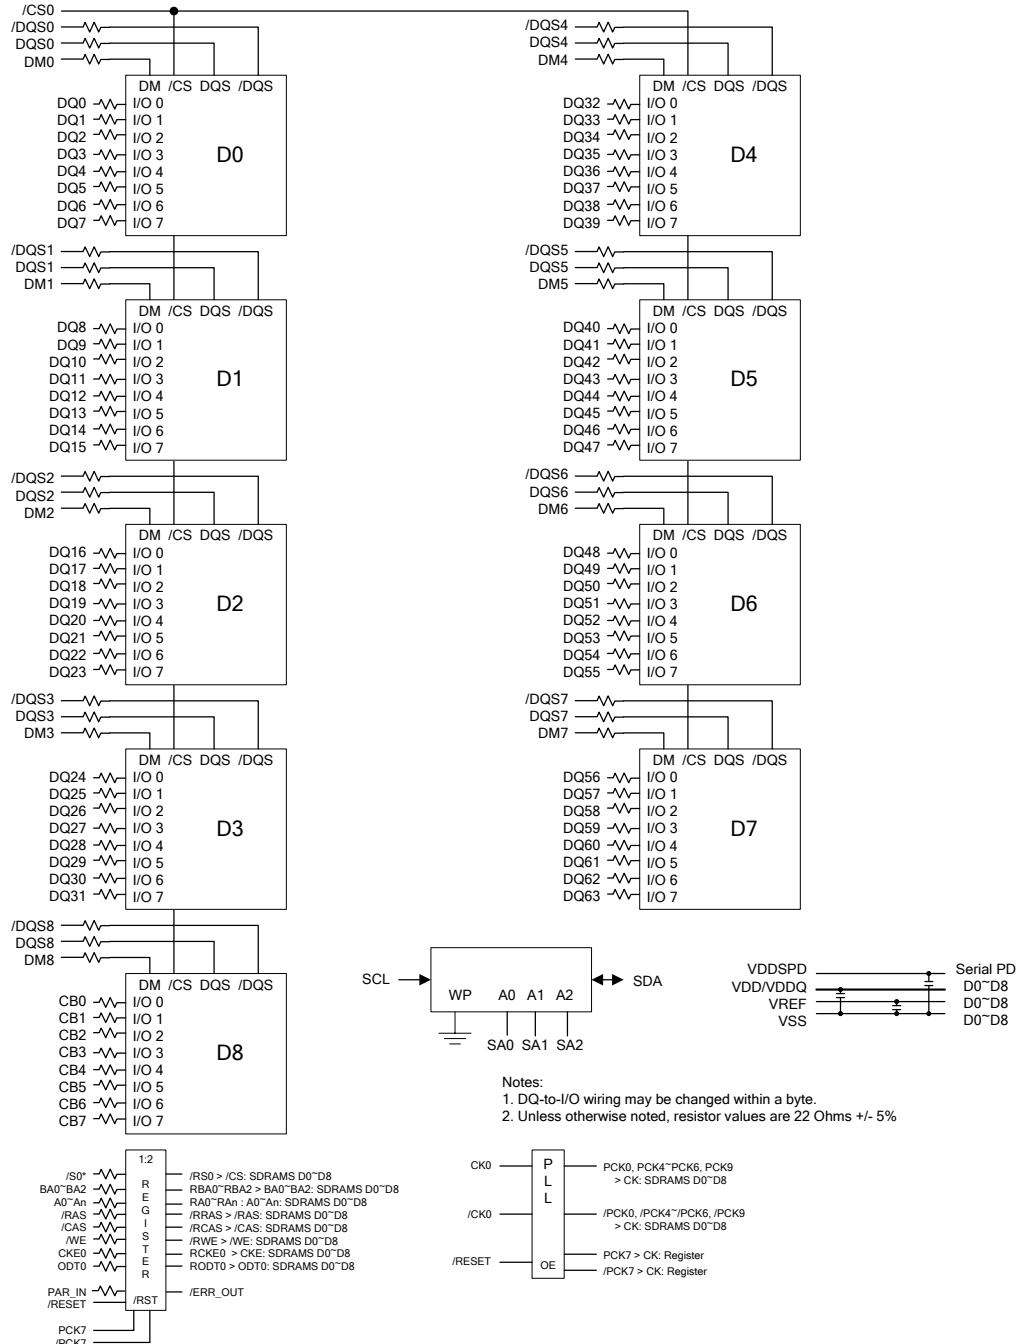 /CS0
/DQS0
DQS0
DM0
DM /CS DQS /DQS
DQ0 I/O 0
DQ1 I/O 1
DQ2 I/O 2
DQ3 I/O 3
DQ4 I/O 4
DQ5 I/O 5
DQ6 I/O 6
DQ7 I/O 7
D0
/DQS1
DQS1
DM1
DM /CS DQS /DQS
DQ8 I/O 0
DQ9 I/O 1
DQ10 I/O 2
DQ11 I/O 3
DQ12 I/O 4
DQ13 I/O 5
DQ14 I/O 6
DQ15 I/O 7
D1
/DQS2
DQS2
DM2
DM /CS DQS /DQS
DQ16 I/O 0
DQ17 I/O 1
DQ18 I/O 2
DQ19 I/O 3
DQ20 I/O 4
DQ21 I/O 5
DQ22 I/O 6
DQ23 I/O 7
D2
/DQS3
DQS3
DM3
DM /CS DQS /DQS
DQ24 I/O 0
DQ25 I/O 1
DQ26 I/O 2
DQ27 I/O 3
DQ28 I/O 4
DQ29 I/O 5
DQ30 I/O 6
DQ31 I/O 7
D3
/DQS8
DQS8
DM8
DM /CS DQS /DQS
CB0 I/O 0
CB1 I/O 1
CB2 I/O 2
CB3 I/O 3
CB4 I/O 4
CB5 I/O 5
CB6 I/O 6
CB7 I/O 7
D8
/DQS4
DQS4
DM4
DM /CS DQS /DQS
DQ32 I/O 0
DQ33 I/O 1
DQ34 I/O 2
DQ35 I/O 3
DQ36 I/O 4
DQ37 I/O 5
DQ38 I/O 6
DQ39 I/O 7
D4
/DQS5
DQS5
DM5
DM /CS DQS /DQS
DQ40 I/O 0
DQ41 I/O 1
DQ42 I/O 2
DQ43 I/O 3
DQ44 I/O 4
DQ45 I/O 5
DQ46 I/O 6
DQ47 I/O 7
D5
/DQS6
DQS6
DM6
DM /CS DQS /DQS
DQ48 I/O 0
DQ49 I/O 1
DQ50 I/O 2
DQ51 I/O 3
DQ52 I/O 4
DQ53 I/O 5
DQ54 I/O 6
DQ55 I/O 7
D6
/DQS7
DQS7
DM7
DM /CS DQS /DQS
DQ56 I/O 0
DQ57 I/O 1
DQ58 I/O 2
DQ59 I/O 3
DQ60 I/O 4
DQ61 I/O 5
DQ62 I/O 6
DQ63 I/O 7
D7
SCL
SDA
WP A0 A1 A2
SA0 SA1 SA2
VDDSPD Serial PD
VDD/VDDQ D0~D8
VREF D0~D8
VSS D0~D8
Notes:
1. DQ-to-I/O wiring may be changed within a byte.
2. Unless otherwise noted, resistor values are 22 Ohms +/- 5%
1:2
REGISTER
/RST
/S0* /RS0 > /CS: SDRAMS D0~D8
BA0~BA2 RBA0~RBA2 > BA0~BA2: SDRAMS D0~D8
A0~An RA0~RAn : A0~An: SDRAMS D0~D8
/RAS /RRAS > /RAS: SDRAMS D0~D8
/CAS /RCAS > /CAS: SDRAMS D0~D8
/WE /RWE > /WE: SDRAMS D0~D8
CKE0 RCKE0 > CKE: SDRAMS D0~D8
ODT0 RODT0 > ODT0: SDRAMS D0~D8
PAR_IN /ERR_OUT
/RESET
PCK7
/PCK7
PLL
OE
CK0 PCK0, PCK4~PCK6, PCK9
> CK: SDRAMS D0~D8
/CK0 /PCK0, /PCK4~/PCK6, /PCK9
> CK: SDRAMS D0~D8
/RESET
PCK7 > CK: Register
/PCK7 > CK: Register